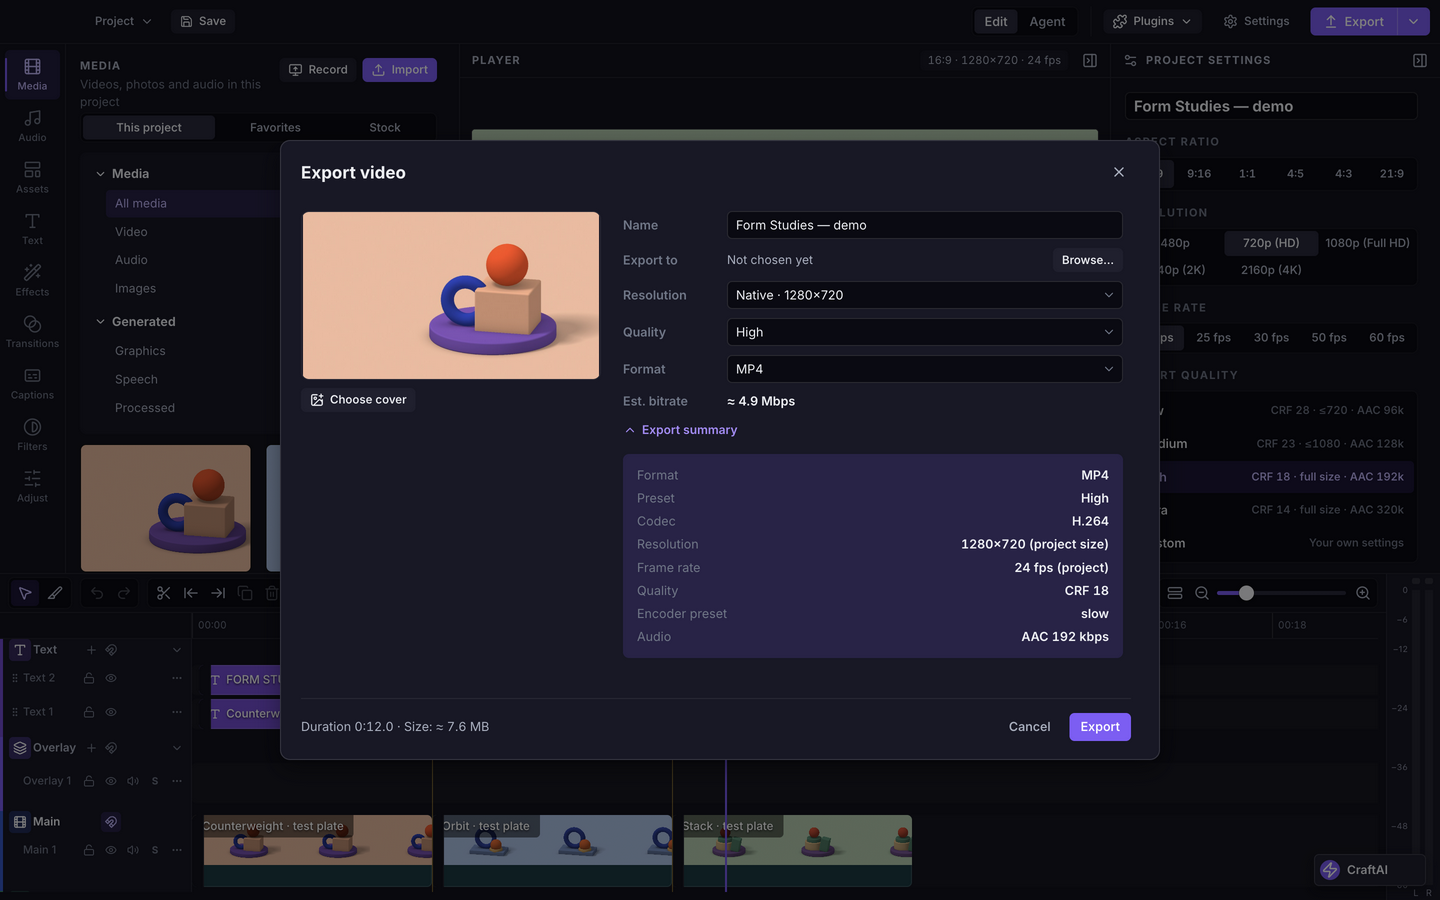 Project
Save
Edit
Agent
Plugins
Settings
Export
Media
Audio
Assets
Text
Effects
Transitions
Captions
Filters
Adjust
MEDIA
Videos, photos and audio in this
project
Record
Import
This project
Favorites
Stock
Media
All media
Video
Audio
Images
Generated
Graphics
Speech
Processed
PLAYER
16:9 · 1280×720 · 24 fps
PROJECT SETTINGS
Form Studies — demo
ASPECT RATIO
9:16
1:1
4:5
4:3
21:9
480p
720p (HD)
1080p (Full HD)
2160p (4K)
25 fps
30 fps
50 fps
60 fps
CRF 28 · ≤720 · AAC 96k
CRF 23 · ≤1080 · AAC 128k
CRF 18 · full size · AAC 192k
CRF 14 · full size · AAC 320k
Your own settings
Export video
Choose cover
Name
Form Studies — demo
Export to
Not chosen yet
Browse...
Resolution
Native · 1280×720
Quality
High
Format
MP4
Est. bitrate
≈ 4.9 Mbps
Export summary
Format
MP4
Preset
High
Codec
H.264
Resolution
1280×720 (project size)
Frame rate
24 fps (project)
Quality
CRF 18
Encoder preset
slow
Audio
AAC 192 kbps
Duration 0:12.0 · Size: ≈ 7.6 MB
Cancel
Export
00:00
00:16
00:18
Text
Text 2
T FORM STU
Text 1
T Counterw
Overlay
Overlay 1
S
Main
Main 1
S
Counterweight · test plate
Orbit · test plate
Stack · test plate
0
-6
-12
-24
-36
-48
L R
CraftAI